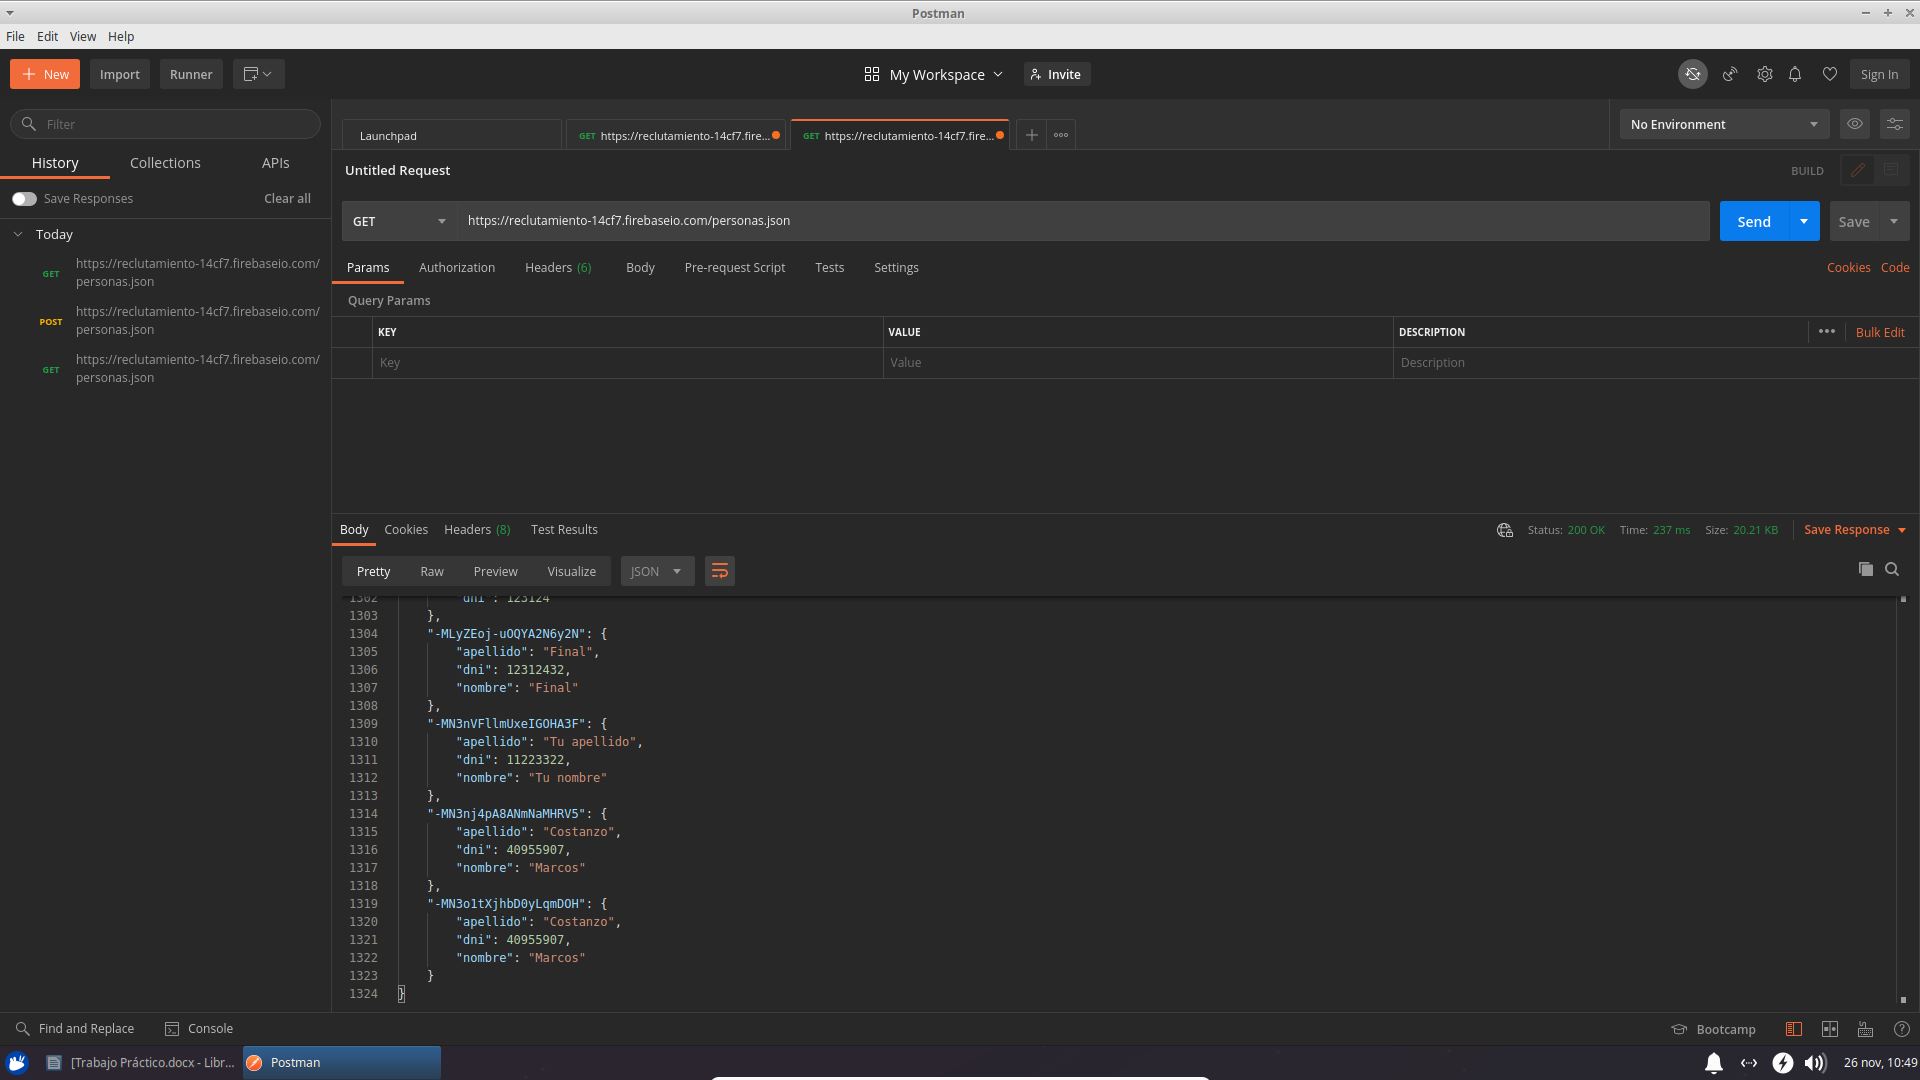 Postman
File Edit View Help
New Import Runner My Workspace Invite Sign In
Filter
History Collections APIs
Save Responses Clear all
Today
GET https://reclutamiento-14cf7.firebaseio.com/
personas.json
POST https://reclutamiento-14cf7.firebaseio.com/
personas.json
GET https://reclutamiento-14cf7.firebaseio.com/
personas.json
Launchpad GET https://reclutamiento-14cf7.fire... GET https://reclutamiento-14cf7.fire... No Environment
Untitled Request BUILD
GET https://reclutamiento-14cf7.firebaseio.com/personas.json Send Save
Params Authorization Headers (6) Body Pre-request Script Tests Settings Cookies Code
Query Params
KEY VALUE DESCRIPTION Bulk Edit
Key Value Description
Body Cookies Headers (8) Test Results Status: 200 OK Time: 237 ms Size: 20.21 KB Save Response
Pretty Raw Preview Visualize JSON
1302 "dni": 123124
1303 },
1304 "-MLyZEoj-uOQYA2N6y2N": {
1305 "apellido": "Final",
1306 "dni": 12312432,
1307 "nombre": "Final"
1308 },
1309 "-MN3nVFllmUxeIGOHA3F": {
1310 "apellido": "Tu apellido",
1311 "dni": 11223322,
1312 "nombre": "Tu nombre"
1313 },
1314 "-MN3nj4pA8ANmNaMHRV5": {
1315 "apellido": "Costanzo",
1316 "dni": 40955907,
1317 "nombre": "Marcos"
1318 },
1319 "-MN3o1tXjhbD0yLqmDOH": {
1320 "apellido": "Costanzo",
1321 "dni": 40955907,
1322 "nombre": "Marcos"
1323 }
1324 }
Find and Replace Console Bootcamp
[Trabajo Práctico.docx - Libr... Postman 26 nov, 10:49